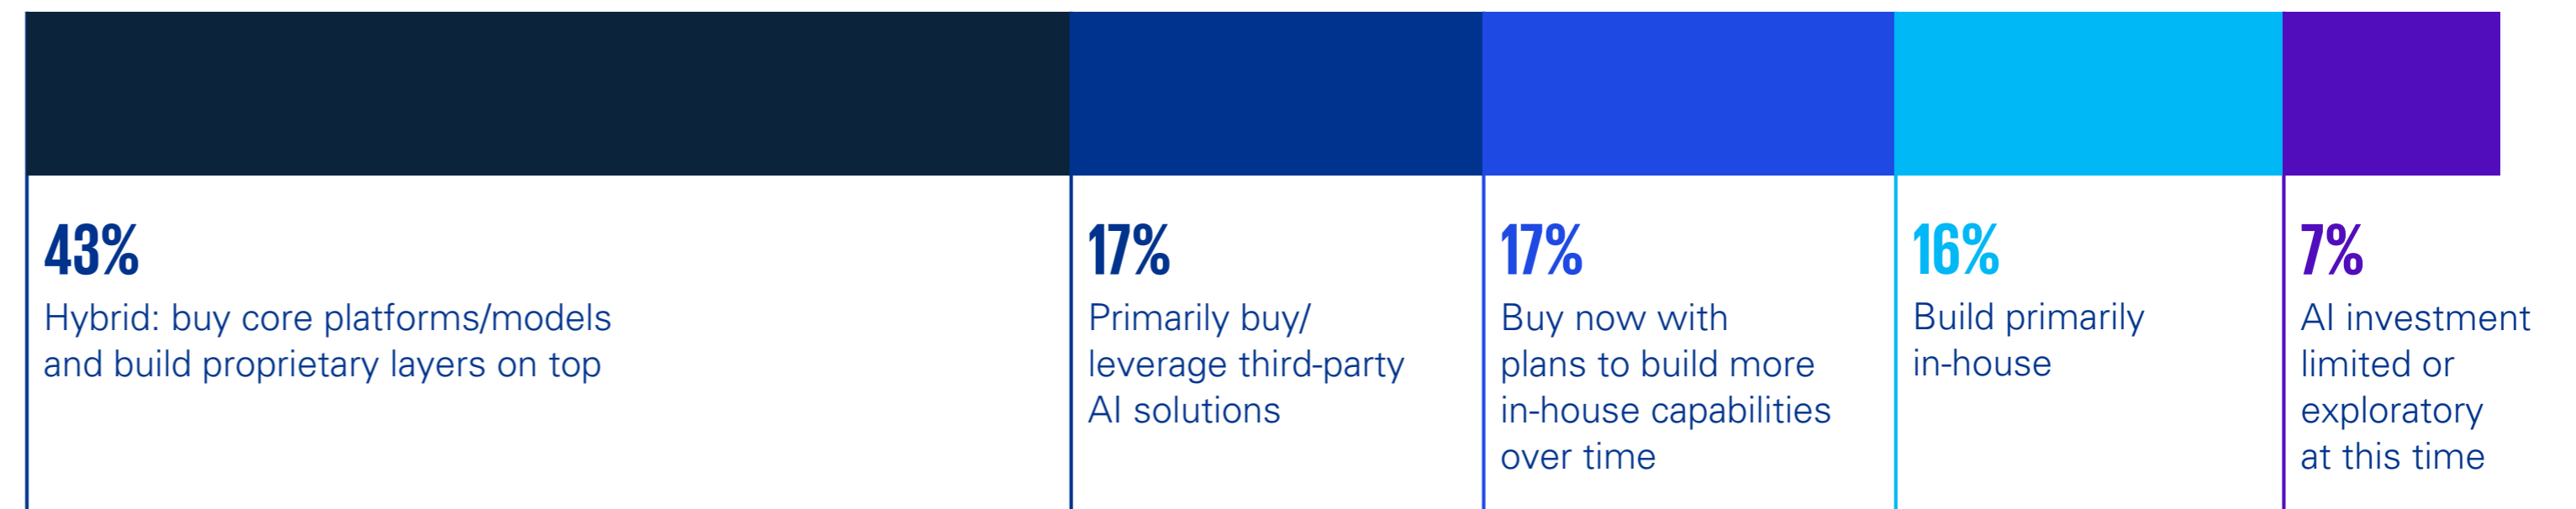 43%
Hybrid: buy core platforms/models
and build proprietary layers on top
17%
Primarily buy/
leverage third-party
AI solutions
17%
Buy now with
plans to build more
in-house capabilities
over time
16%
Build primarily
in-house
7%
AI investment
limited or
exploratory
at this time